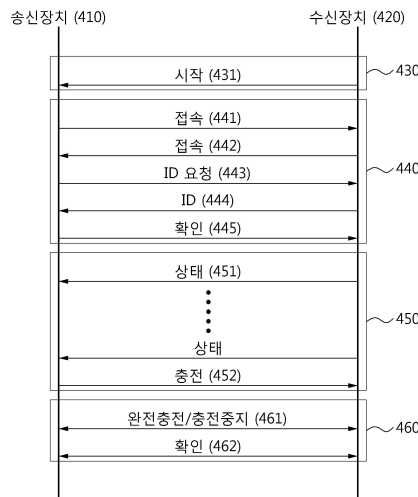 송신장치 (410) 수신장치 (420)
시작 (431)
430
접속 (441)
접속 (442)
440
ID 요청 (443)
ID (444)
확인 (445)
상태 (451)
450
상태
충전 (452)
완전충전/충전중지 (461)
460
확인 (462)